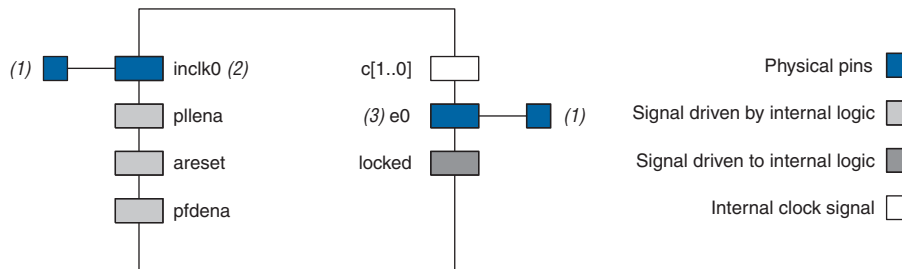 (1) inclk0 (2)
pllena
areset
pfdena
c[1..0]
(3) e0 (1)
locked
Physical pins
Signal driven by internal logic
Signal driven to internal logic
Internal clock signal